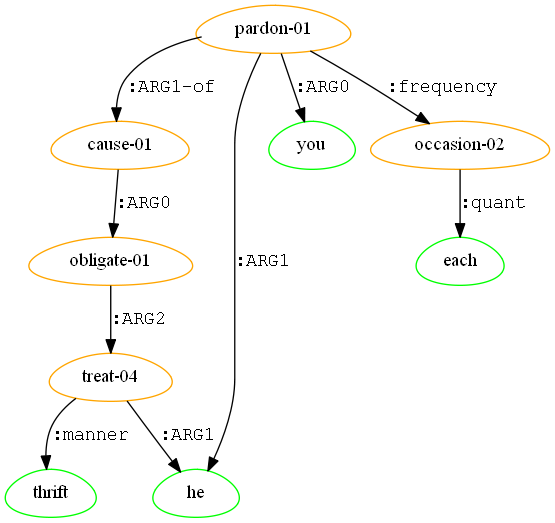 pardon-01
:ARG1-of
:ARG0
:frequency
cause-01
you
occasion-02
:ARG0
:quant
obligate-01
:ARG1
each
:ARG2
treat-04
:manner
:ARG1
thrift
he